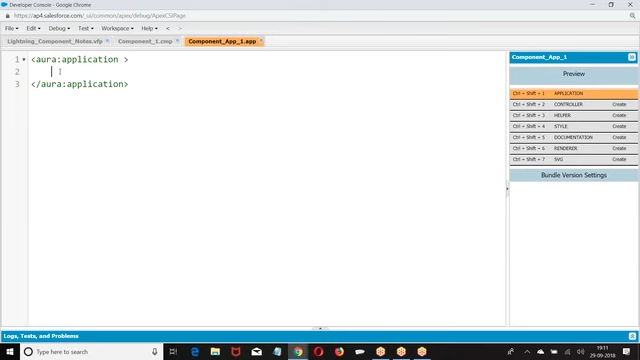 Developer Console - Google Chrome
https://ap4.salesforce.com/_ui/common/apex/debug/ApexCSIPage
File Edit Debug Test Workspace Help < >
Lightning_Component_Notes.vfp Component_1.cmp Component_App_1.app
1 <aura:application >
2
3 </aura:application>
Component_App_1
Preview
Ctrl + Shift + 1 APPLICATION
Ctrl + Shift + 2 CONTROLLER Create
Ctrl + Shift + 3 HELPER Create
Ctrl + Shift + 4 STYLE Create
Ctrl + Shift + 5 DOCUMENTATION Create
Ctrl + Shift + 6 RENDERER Create
Ctrl + Shift + 7 SVG Create
Bundle Version Settings
Logs, Tests, and Problems
Type here to search
19:11
29-09-2018